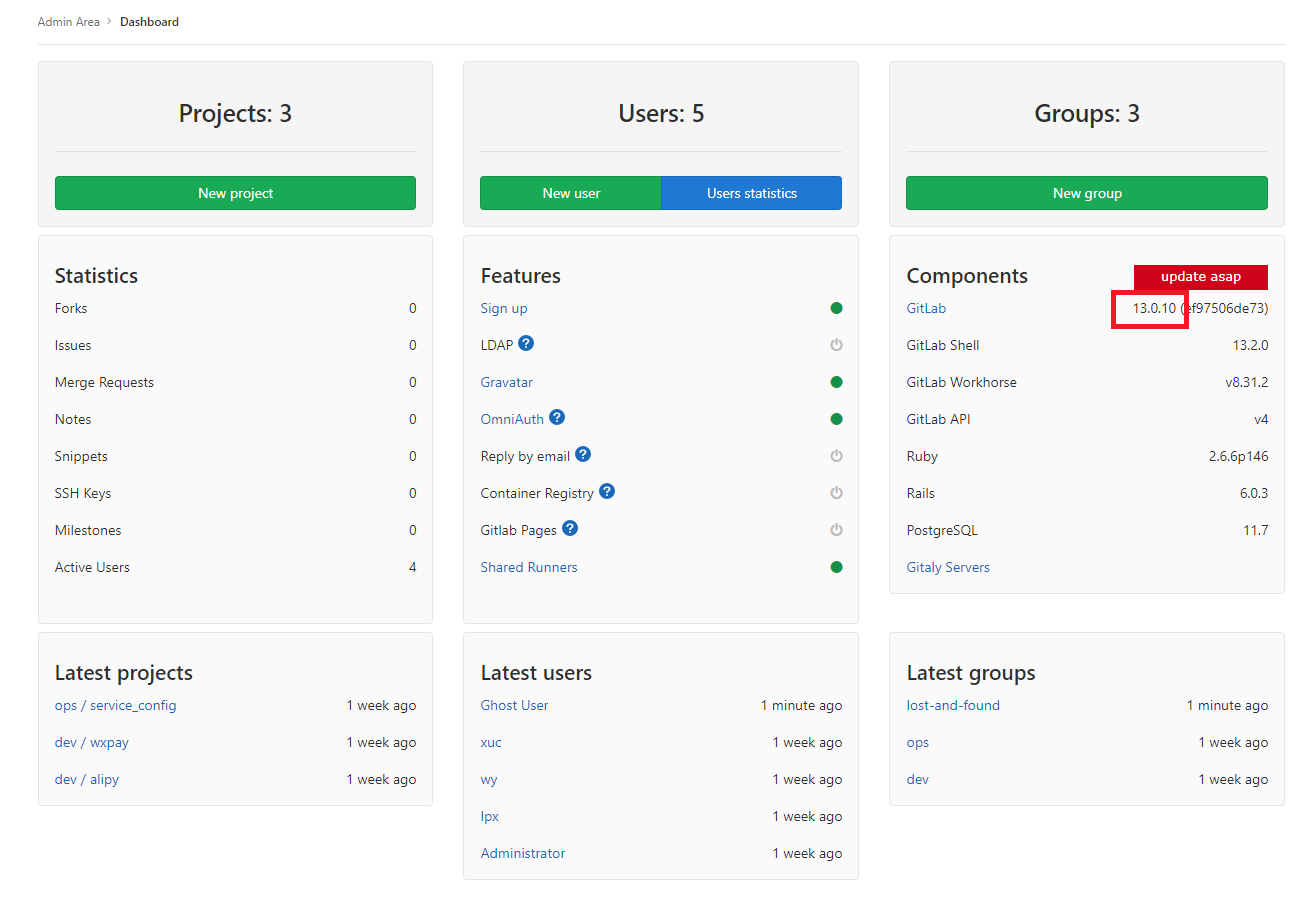 Admin Area > Dashboard
Projects: 3
New project
Users: 5
New user
Users statistics
Groups: 3
New group
Statistics
Forks 0
Issues 0
Merge Requests 0
Notes 0
Snippets 0
SSH Keys 0
Milestones 0
Active Users 4
Features
Sign up
LDAP ?
Gravatar
OmniAuth ?
Reply by email ?
Container Registry ?
Gitlab Pages ?
Shared Runners
Components update asap
GitLab 13.0.10 (ef97506de73)
GitLab Shell 13.2.0
GitLab Workhorse v8.31.2
GitLab API v4
Ruby 2.6.6p146
Rails 6.0.3
PostgreSQL 11.7
Gitaly Servers
Latest projects
ops / service_config 1 week ago
dev / wxpay 1 week ago
dev / alipy 1 week ago
Latest users
Ghost User 1 minute ago
xuc 1 week ago
wy 1 week ago
lpx 1 week ago
Administrator 1 week ago
Latest groups
lost-and-found 1 minute ago
ops 1 week ago
dev 1 week ago